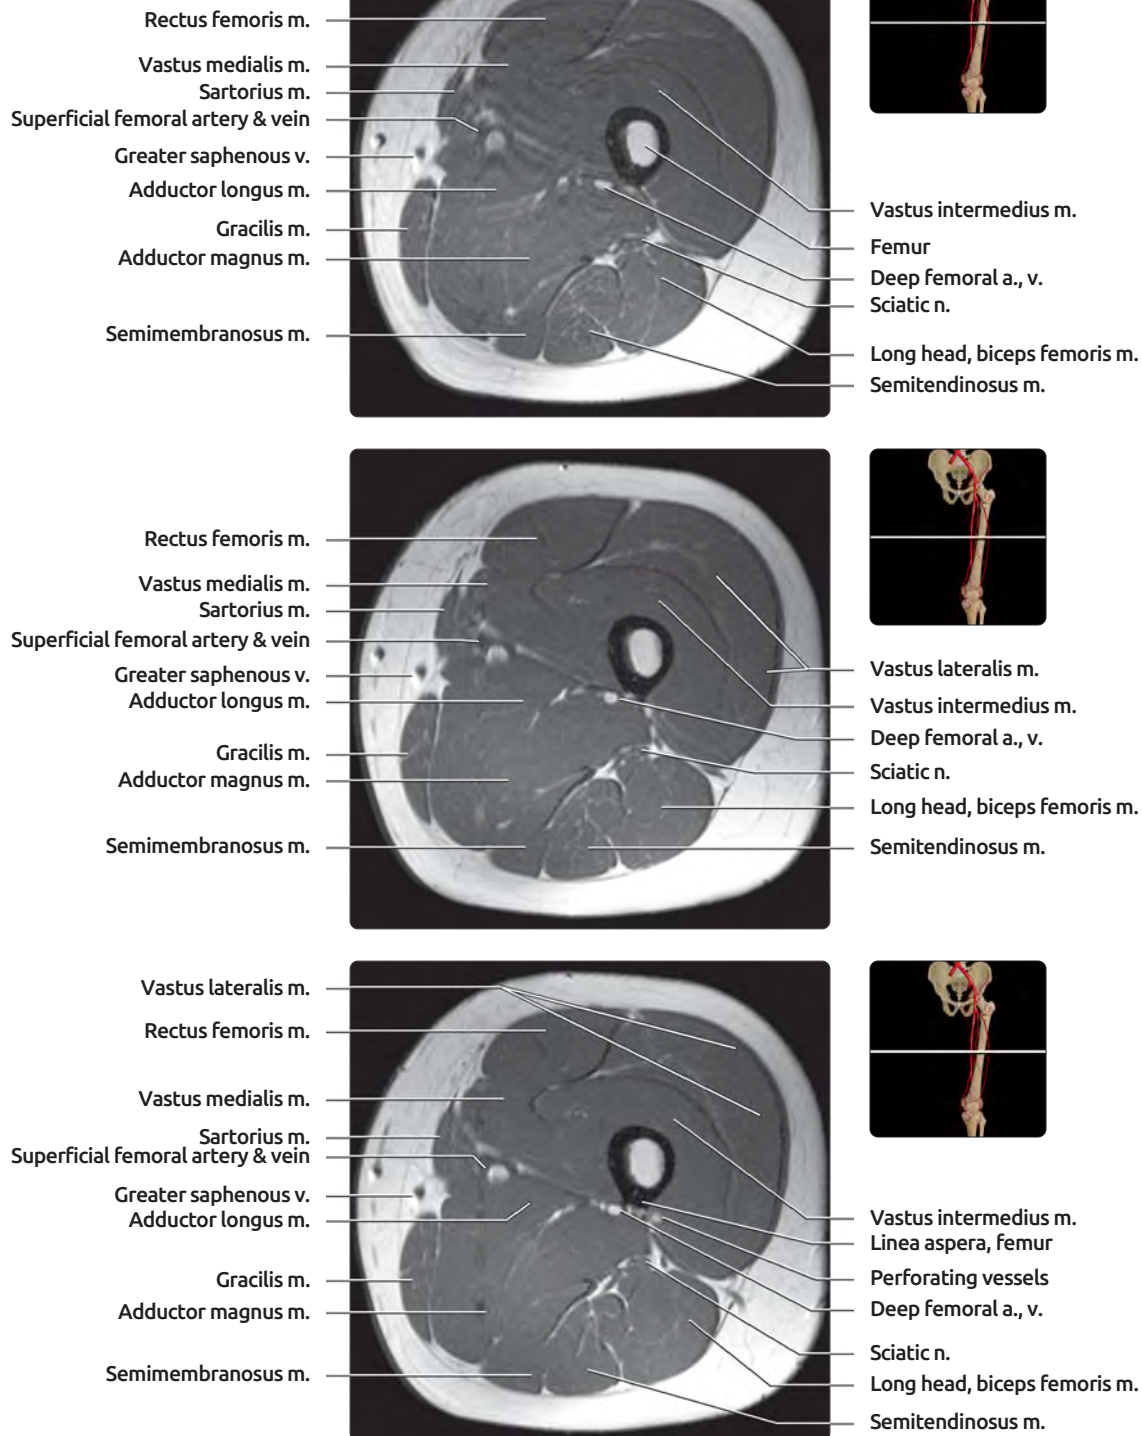 Rectus femoris m.
Vastus medialis m.
Sartorius m.
Superficial femoral artery & vein
Greater saphenous v.
Adductor longus m.
Gracilis m.
Adductor magnus m.
Semimembranosus m.
Vastus intermedius m.
Femur
Deep femoral a., v.
Sciatic n.
Long head, biceps femoris m.
Semitendinosus m.
Rectus femoris m.
Vastus medialis m.
Sartorius m.
Superficial femoral artery & vein
Greater saphenous v.
Adductor longus m.
Gracilis m.
Adductor magnus m.
Semimembranosus m.
Vastus lateralis m.
Vastus intermedius m.
Deep femoral a., v.
Sciatic n.
Long head, biceps femoris m.
Semitendinosus m.
Vastus lateralis m.
Rectus femoris m.
Vastus medialis m.
Sartorius m.
Superficial femoral artery & vein
Greater saphenous v.
Adductor longus m.
Gracilis m.
Adductor magnus m.
Semimembranosus m.
Vastus intermedius m.
Linea aspera, femur
Perforating vessels
Deep femoral a., v.
Sciatic n.
Long head, biceps femoris m.
Semitendinosus m.